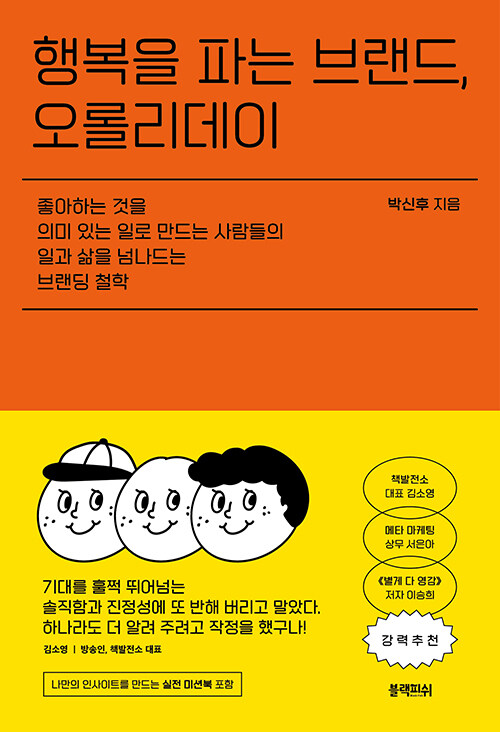 행복을 파는 브랜드,
오롤리데이
좋아하는 것을
의미 있는 일로 만드는 사람들의
일과 삶을 넘나드는
브랜딩 철학
박신후 지음
기대를 훌쩍 뛰어넘는
솔직함과 진정성에 또 반해 버리고 말았다.
하나라도 더 알려 주려고 작정을 했구나!
김소영 | 방송인, 책발전소 대표
나만의 인사이트를 만드는 실전 미션북 포함
책발전소
대표 김소영
메타 마케팅
상무 서은아
《별게 다 영감》
저자 이승희
강력추천
블랙피쉬